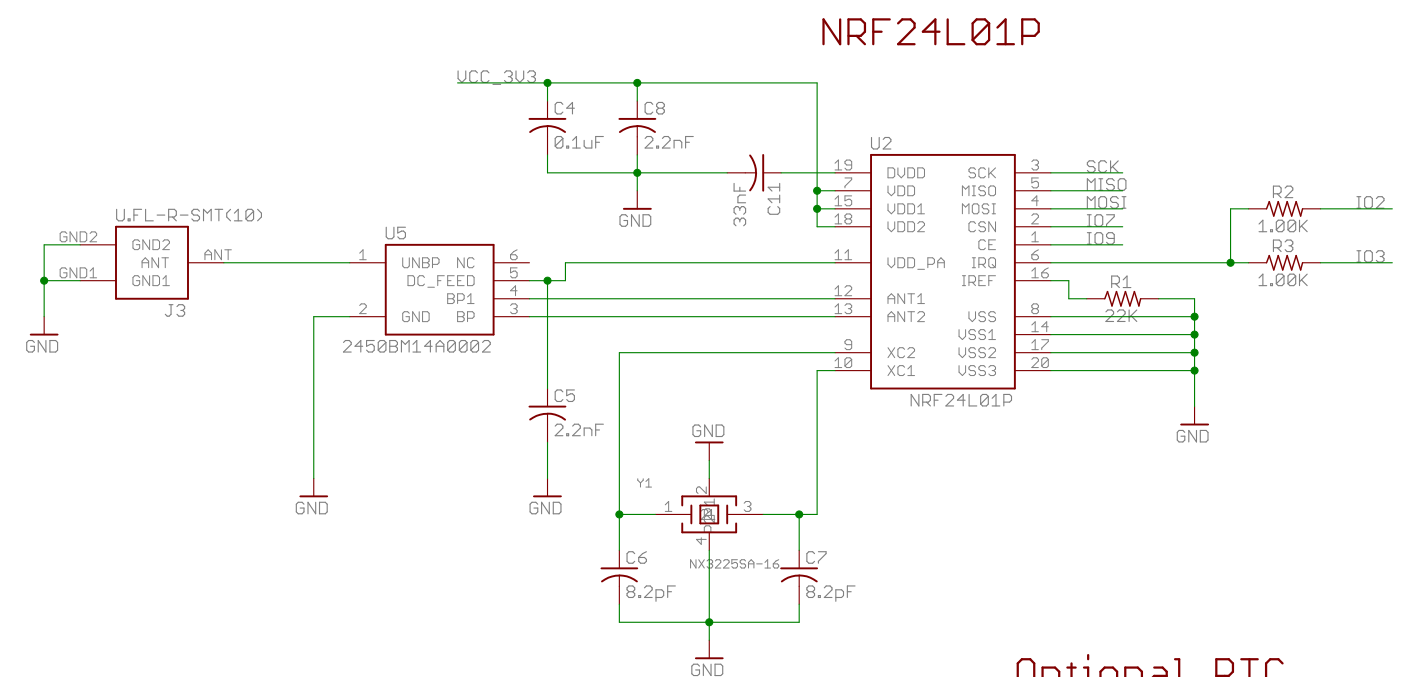 NRF24L01P
VCC_3V3
C4
0.1uF
C8
2.2nF
GND
33nF
C11
U2
19 DVDD SCK 3 SCK
7 VDD MISO 5 MISO
15 VDD1 MOSI 4 MOSI
18 VDD2 CSN 2 IO7
CE 1 IO9
11 VDD_PA IRQ 6
IREF 16
12 ANT1
13 ANT2 VSS 8
VSS1 14
9 XC2 VSS2 17
10 XC1 VSS3 20
NRF24L01P
R2
1.00K
IO2
R3
1.00K
IO3
R1
22K
GND
U.FL-R-SMT(10)
GND2 GND2
ANT ANT
GND1 GND1
J3
GND
U5
1 UNBP NC 6
DC_FEED 5
BP1 4
2 GND BP 3
2450BM14A0002
GND
C5
2.2nF
GND
GND
Y1
2
1 3
4
NX3225SA-16
C6
8.2pF
C7
8.2pF
GND
Optional RTC